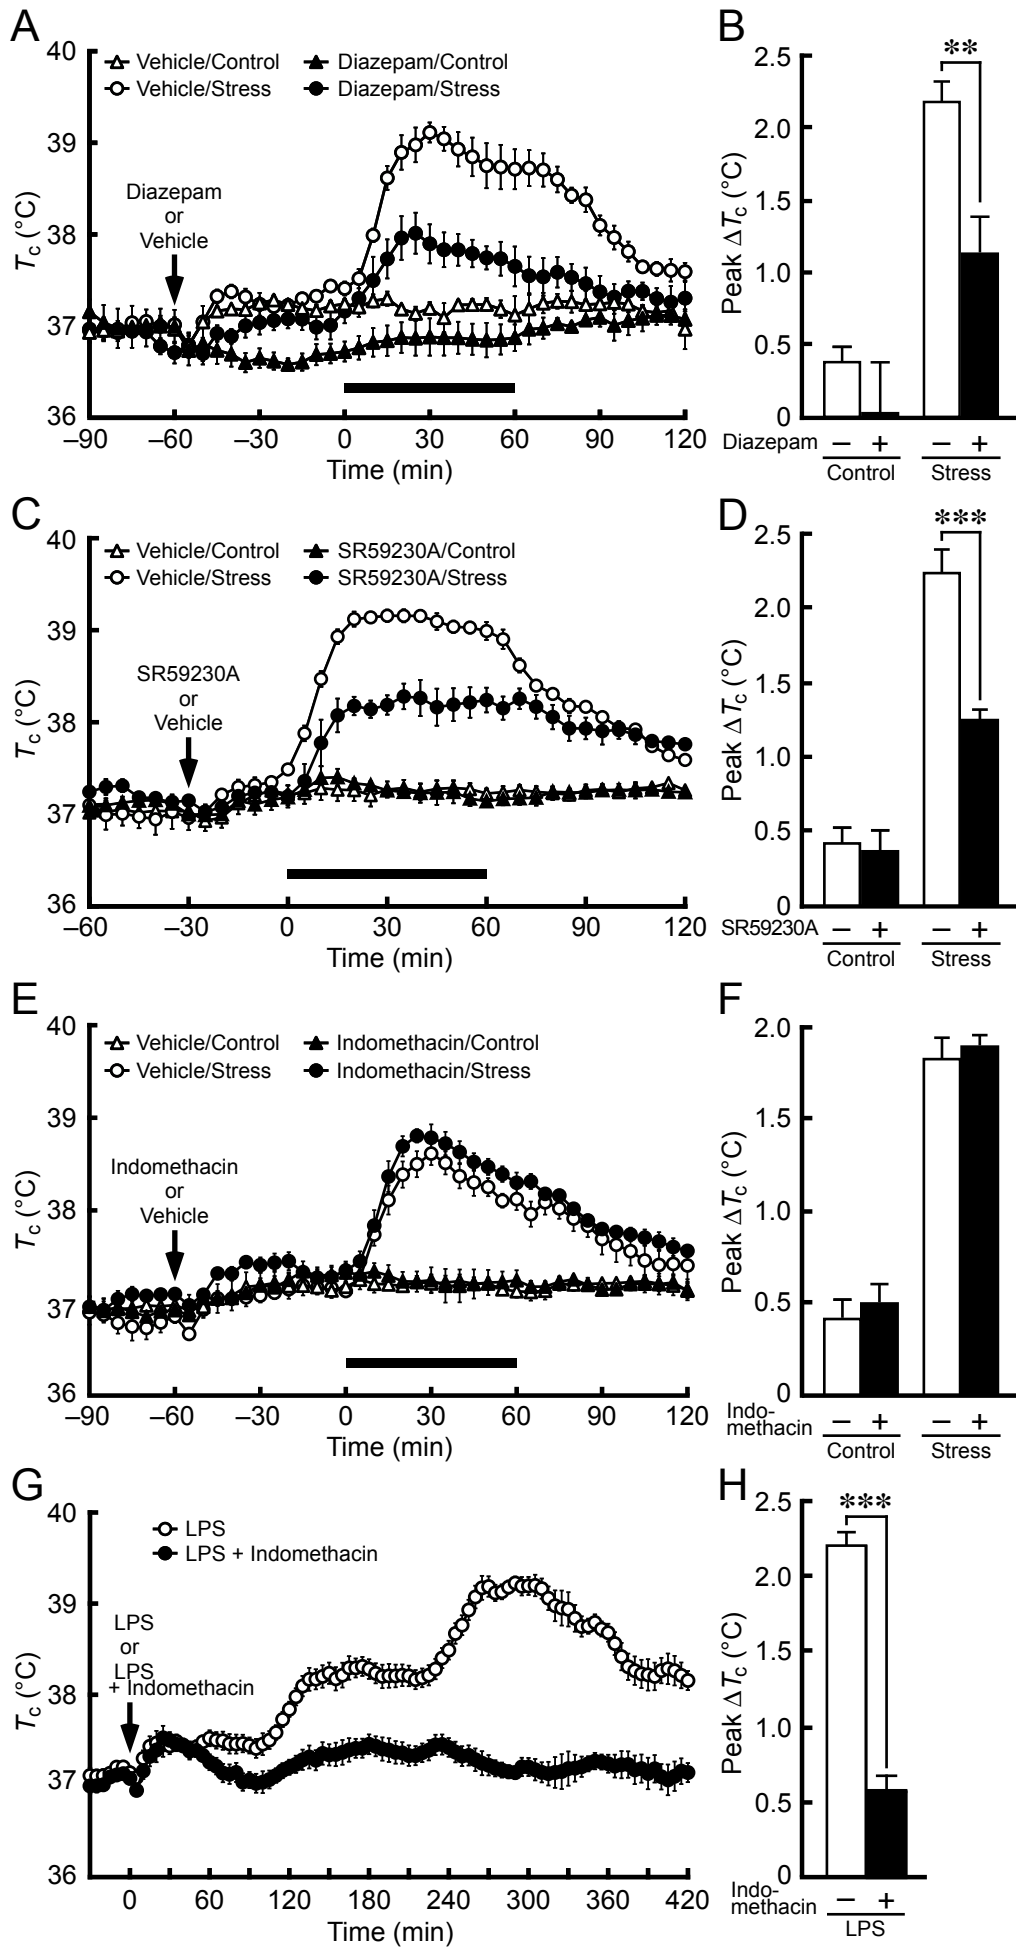 A
40
39
38
37
36
Tc (°C)
Vehicle/Control
Diazepam/Control
Vehicle/Stress
Diazepam/Stress
Diazepam
or
Vehicle
–90 –60 –30 0 30 60 90 120
Time (min)
B
2.5
2.0
1.5
1.0
0.5
0
Peak ΔTc (°C)
**
Diazepam – + – +
Control Stress
C
40
39
38
37
36
Tc (°C)
Vehicle/Control
SR59230A/Control
Vehicle/Stress
SR59230A/Stress
SR59230A
or
Vehicle
–60 –30 0 30 60 90 120
Time (min)
D
2.5
2.0
1.5
1.0
0.5
0
Peak ΔTc (°C)
***
SR59230A – + – +
Control Stress
E
40
39
38
37
36
Tc (°C)
Vehicle/Control
Indomethacin/Control
Vehicle/Stress
Indomethacin/Stress
Indomethacin
or
Vehicle
–90 –60 –30 0 30 60 90 120
Time (min)
F
2.0
1.5
1.0
0.5
0
Peak ΔTc (°C)
Indo-
methacin – + – +
Control Stress
G
40
39
38
37
36
Tc (°C)
LPS
LPS + Indomethacin
LPS
or
LPS
+ Indomethacin
0 60 120 180 240 300 360 420
Time (min)
H
2.5
2.0
1.5
1.0
0.5
0
Peak ΔTc (°C)
***
Indo-
methacin – +
LPS